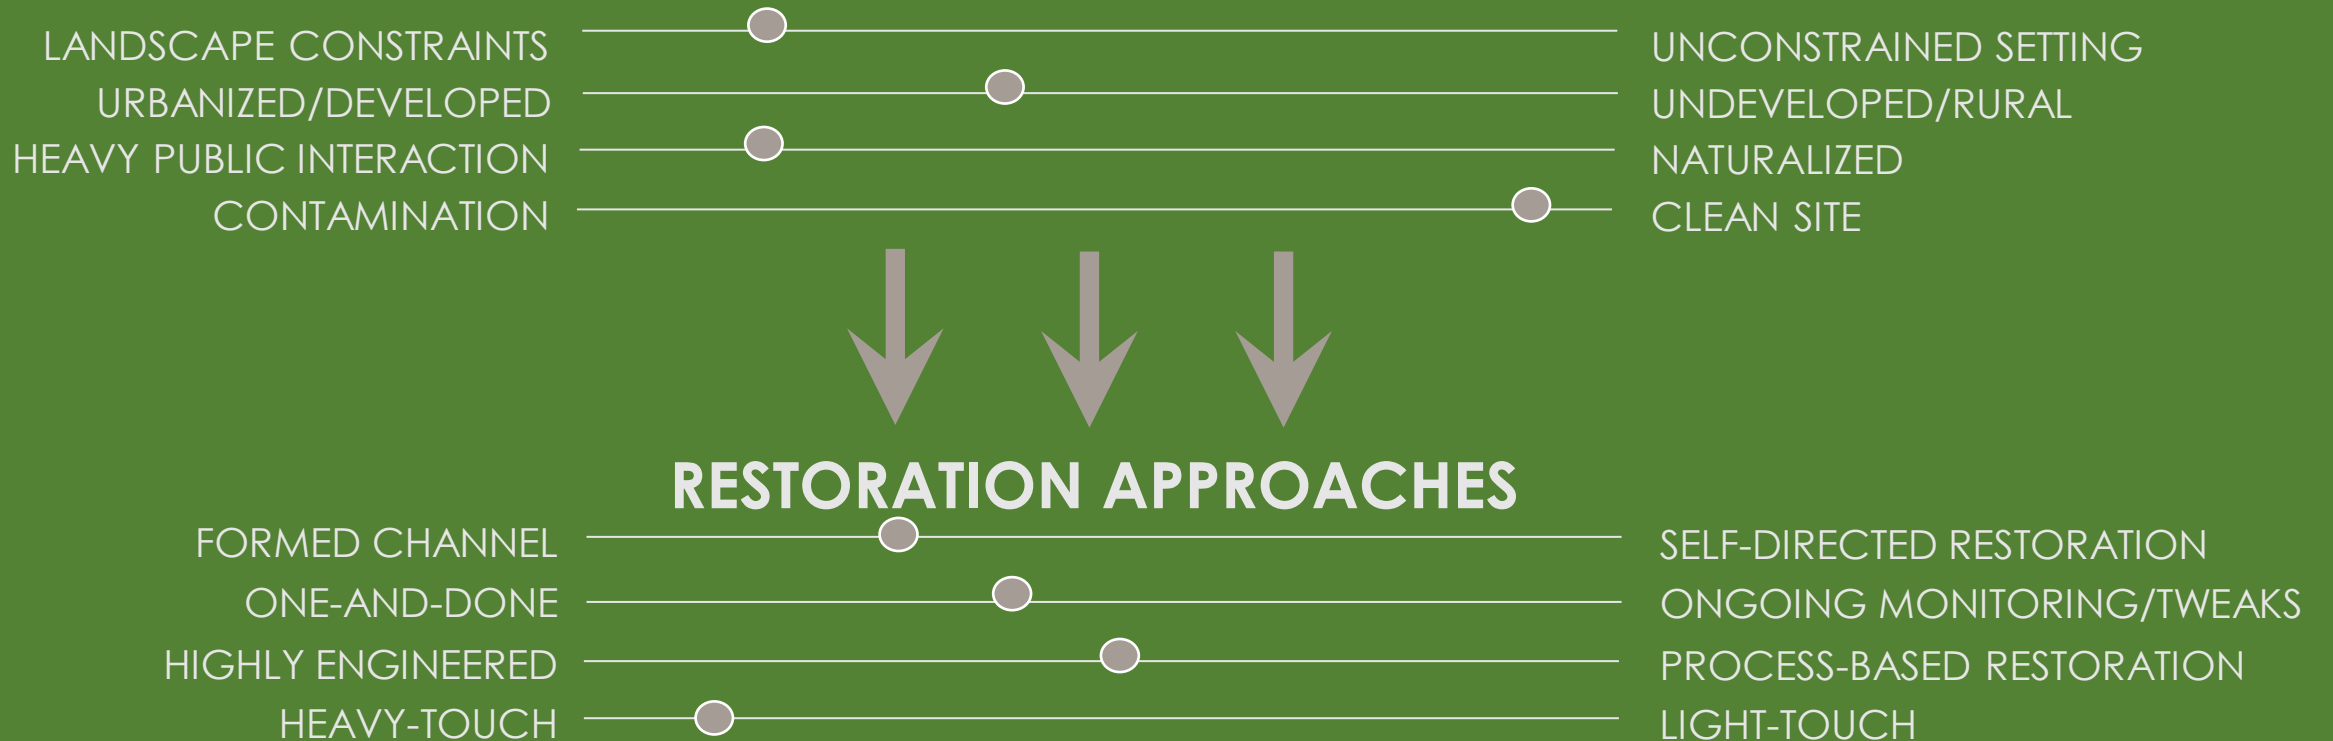 LANDSCAPE CONSTRAINTS UNCONSTRAINED SETTING
URBANIZED/DEVELOPED UNDEVELOPED/RURAL
HEAVY PUBLIC INTERACTION NATURALIZED
CONTAMINATION CLEAN SITE
RESTORATION APPROACHES
FORMED CHANNEL SELF-DIRECTED RESTORATION
ONE-AND-DONE ONGOING MONITORING/TWEAKS
HIGHLY ENGINEERED PROCESS-BASED RESTORATION
HEAVY-TOUCH LIGHT-TOUCH